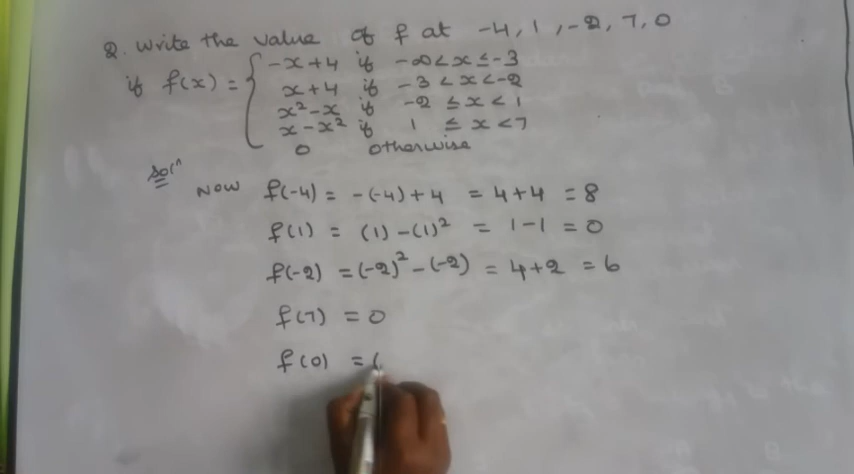 Q. Write the value of f at -4, 1, -2, 7, 0
if f(x) = { -x+4 if -∞<x≤-3
x+4 if -3<x<-2
x²-x if -2≤x<1
x-x² if 1≤x<7
0 otherwise
Solⁿ
Now f(-4) = -(-4)+4 = 4+4 = 8
f(1) = (1)-(1)² = 1-1 = 0
f(-2) = (-2)²-(-2) = 4+2 = 6
f(7) = 0
f(0) = (